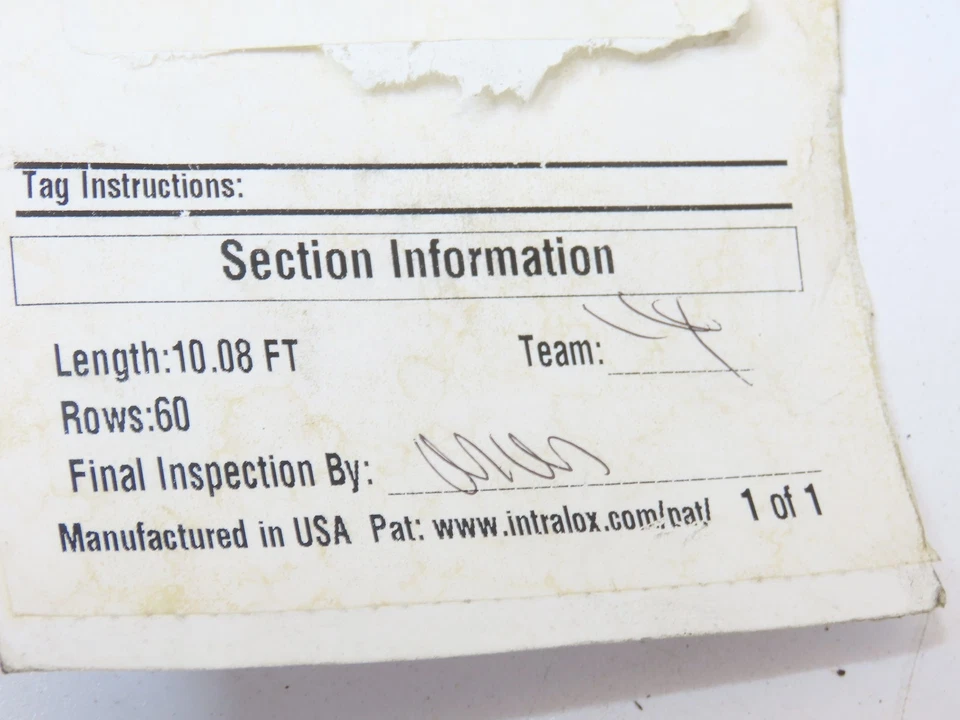 Tag Instructions:
Section Information
Length:10.08 FT Team:
Rows:60
Final Inspection By:
Manufactured in USA Pat: www.intralox.com/pat/ 1 of 1